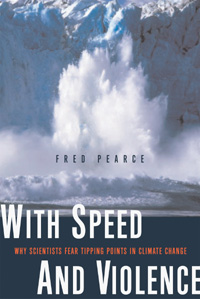 FRED PEARCE
WITH SPEED
WHY SCIENTISTS FEAR TIPPING POINTS IN CLIMATE CHANGE
AND VIOLENCE